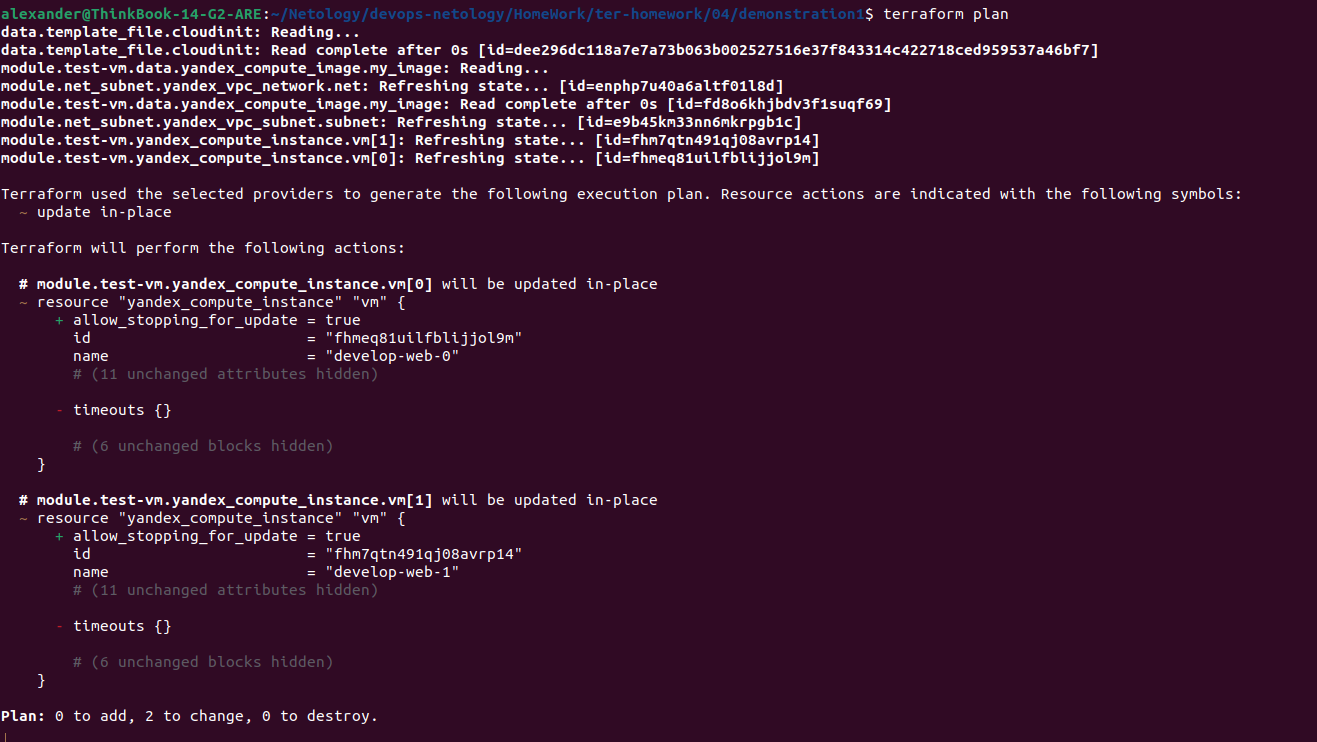 alexander@ThinkBook-14-G2-ARE:~/Netology/devops-netology/HomeWork/ter-homework/04/demonstration1$ terraform plan
data.template_file.cloudinit: Reading...
data.template_file.cloudinit: Read complete after 0s [id=dee296dc118a7e7a73b063b002527516e37f843314c422718ced959537a46bf7]
module.test-vm.data.yandex_compute_image.my_image: Reading...
module.net_subnet.yandex_vpc_network.net: Refreshing state... [id=enphp7u40a6altf01l8d]
module.test-vm.data.yandex_compute_image.my_image: Read complete after 0s [id=fd8o6khjbdv3f1suqf69]
module.net_subnet.yandex_vpc_subnet.subnet: Refreshing state... [id=e9b45km33nn6mkrpgb1c]
module.test-vm.yandex_compute_instance.vm[1]: Refreshing state... [id=fhm7qtn491qj08avrp14]
module.test-vm.yandex_compute_instance.vm[0]: Refreshing state... [id=fhmeq81uilfblijjol9m]

Terraform used the selected providers to generate the following execution plan. Resource actions are indicated with the following symbols:
  ~ update in-place

Terraform will perform the following actions:

  # module.test-vm.yandex_compute_instance.vm[0] will be updated in-place
  ~ resource "yandex_compute_instance" "vm" {
      + allow_stopping_for_update = true
        id                        = "fhmeq81uilfblijjol9m"
        name                      = "develop-web-0"
        # (11 unchanged attributes hidden)

      - timeouts {}

        # (6 unchanged blocks hidden)
    }

  # module.test-vm.yandex_compute_instance.vm[1] will be updated in-place
  ~ resource "yandex_compute_instance" "vm" {
      + allow_stopping_for_update = true
        id                        = "fhm7qtn491qj08avrp14"
        name                      = "develop-web-1"
        # (11 unchanged attributes hidden)

      - timeouts {}

        # (6 unchanged blocks hidden)
    }

Plan: 0 to add, 2 to change, 0 to destroy.